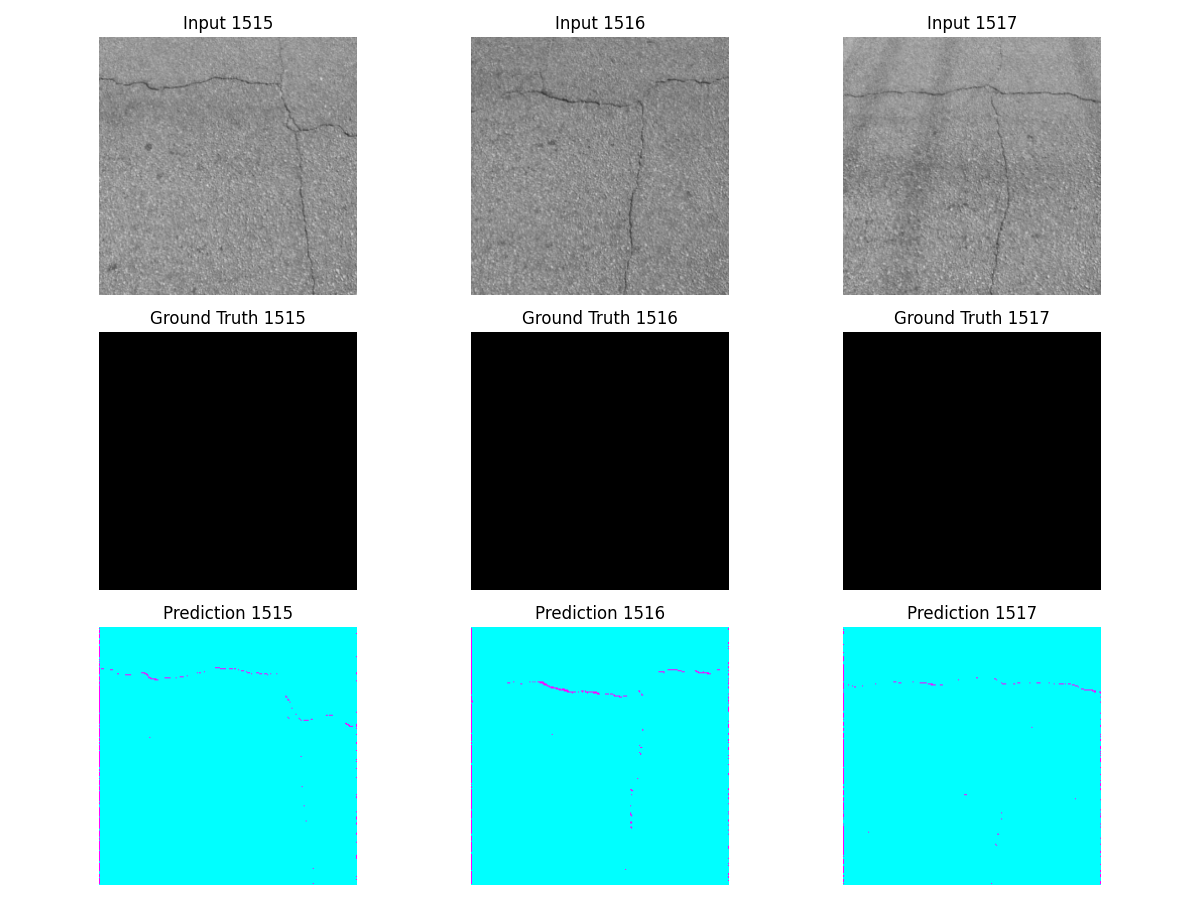 Input 1515
Input 1516
Input 1517
Ground Truth 1515
Ground Truth 1516
Ground Truth 1517
Prediction 1515
Prediction 1516
Prediction 1517